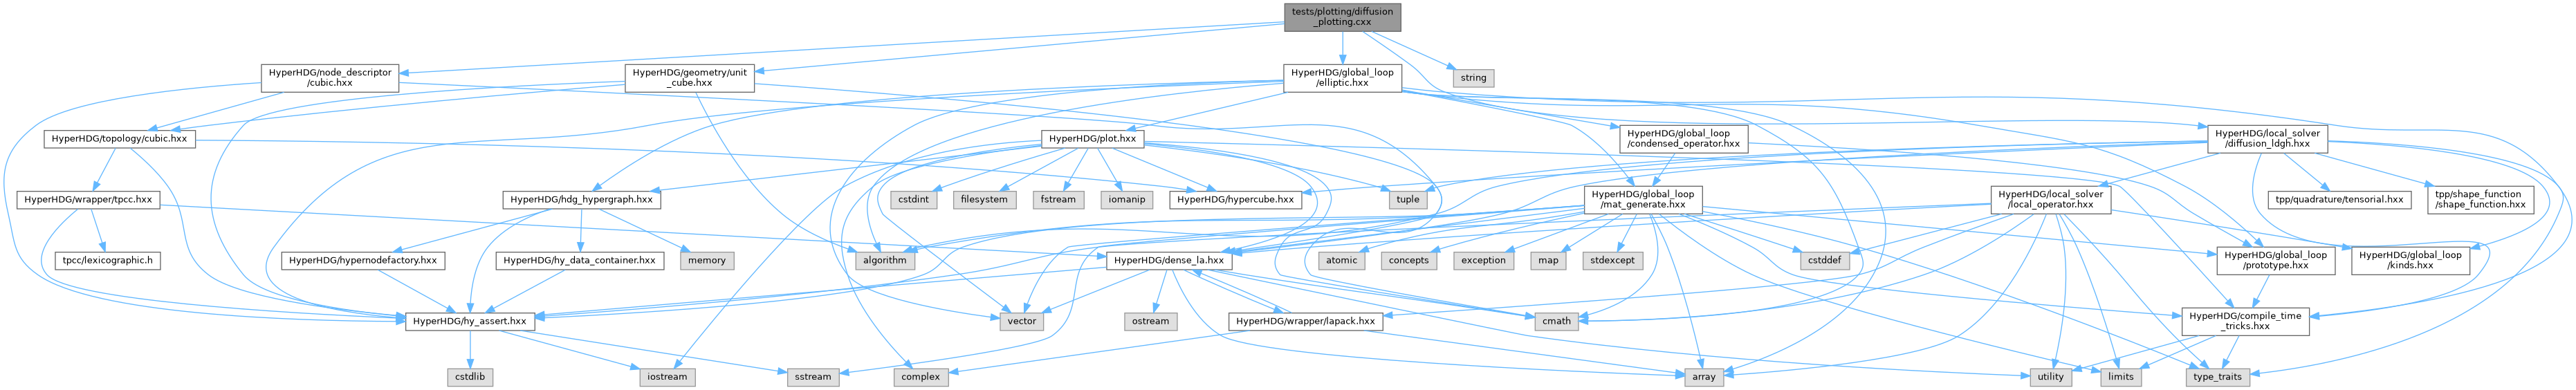 tests/plotting/diffusion
_plotting.cxx
HyperHDG/node_descriptor
/cubic.hxx
HyperHDG/geometry/unit
_cube.hxx
HyperHDG/global_loop
/elliptic.hxx
string
HyperHDG/topology/cubic.hxx
HyperHDG/plot.hxx
HyperHDG/global_loop
/condensed_operator.hxx
HyperHDG/local_solver
/diffusion_ldgh.hxx
HyperHDG/wrapper/tpcc.hxx
HyperHDG/hdg_hypergraph.hxx
cstdint
filesystem
fstream
iomanip
HyperHDG/hypercube.hxx
tuple
HyperHDG/global_loop
/mat_generate.hxx
HyperHDG/local_solver
/local_operator.hxx
tpp/quadrature/tensorial.hxx
tpp/shape_function
/shape_function.hxx
tpcc/lexicographic.h
HyperHDG/hypernodefactory.hxx
HyperHDG/hy_data_container.hxx
memory
algorithm
HyperHDG/dense_la.hxx
atomic
concepts
exception
map
stdexcept
cstddef
HyperHDG/global_loop
/prototype.hxx
HyperHDG/global_loop
/kinds.hxx
HyperHDG/hy_assert.hxx
vector
ostream
HyperHDG/wrapper/lapack.hxx
cmath
HyperHDG/compile_time
_tricks.hxx
cstdlib
iostream
sstream
complex
array
utility
limits
type_traits